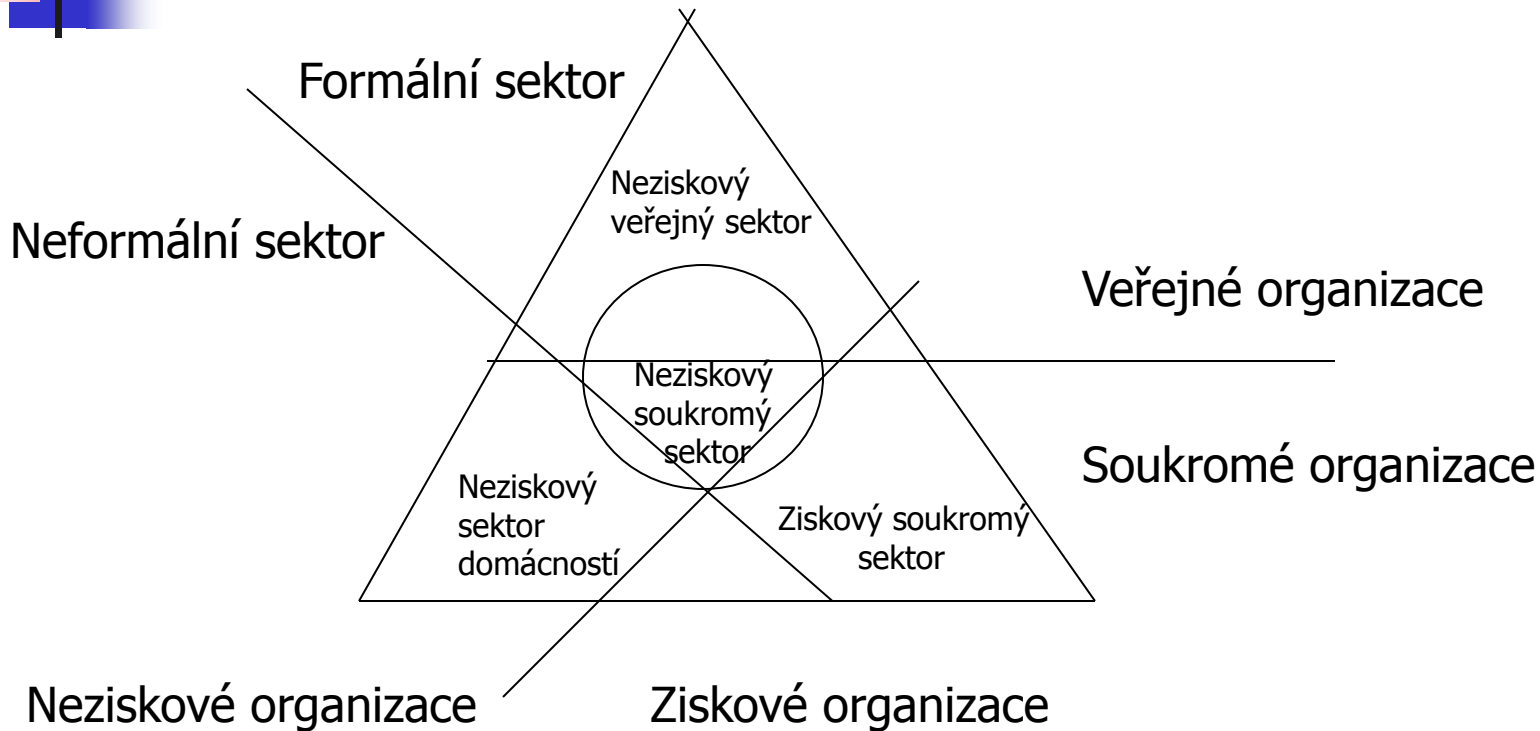 Formální sektor
Neziskový
veřejný sektor
Neformální sektor
Veřejné organizace
Neziskový
soukromý
sektor
Soukromé organizace
Neziskový
sektor
domácností
Ziskový soukromý
sektor
Neziskové organizace
Ziskové organizace